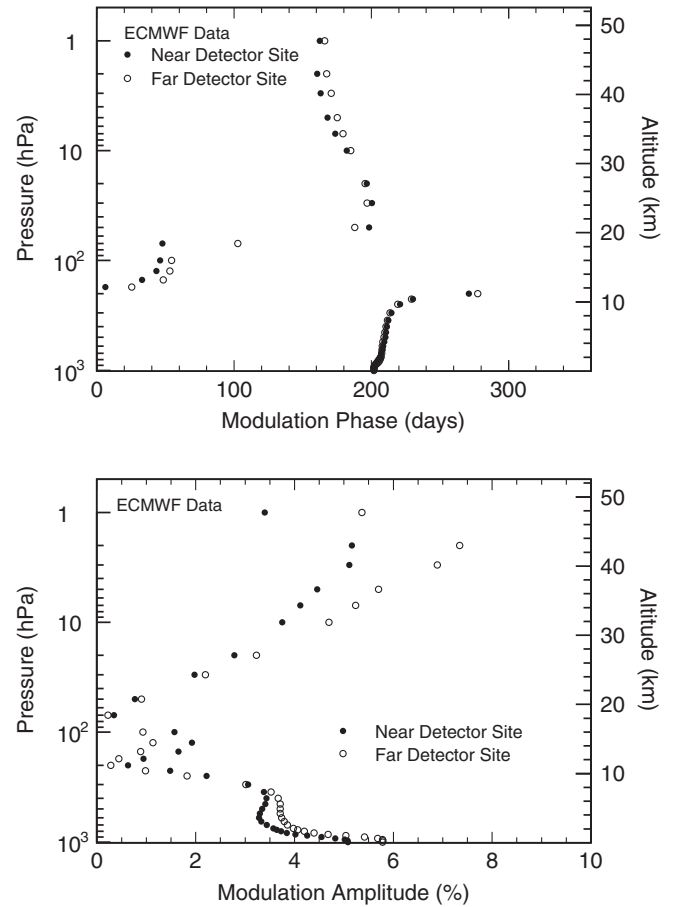 ECMWF Data
Near Detector Site
Far Detector Site
Pressure (hPa)
1
10
10²
10³
Altitude (km)
50
40
30
20
10
0
100
200
300
Modulation Phase (days)
ECMWF Data
Near Detector Site
Far Detector Site
Pressure (hPa)
1
10
10²
10³
Altitude (km)
50
40
30
20
10
0
2
4
6
8
10
Modulation Amplitude (%)